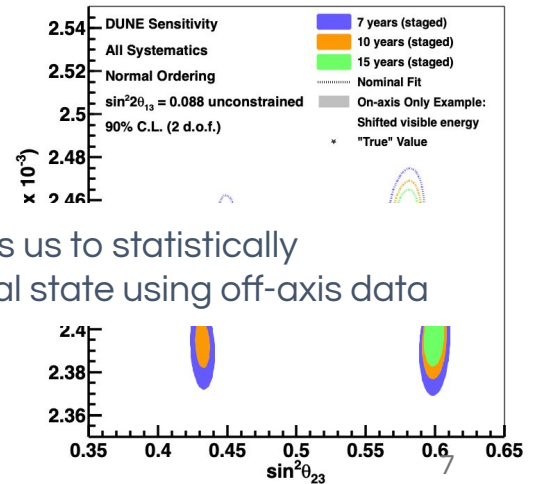 DUNE Sensitivity
All Systematics
Normal Ordering
sin²2θ₁₃ = 0.088 unconstrained
90% C.L. (2 d.o.f.)
7 years (staged)
10 years (staged)
15 years (staged)
Nominal Fit
On-axis Only Example:
Shifted visible energy
"True" Value
2.54
2.52
2.5
2.48
2.46
x 10⁻³)
s us to statistically
al state using off-axis data
2.4
2.38
2.36
0.35 0.4 0.45 0.5 0.55 0.6 0.65
sin²θ₂₃
7